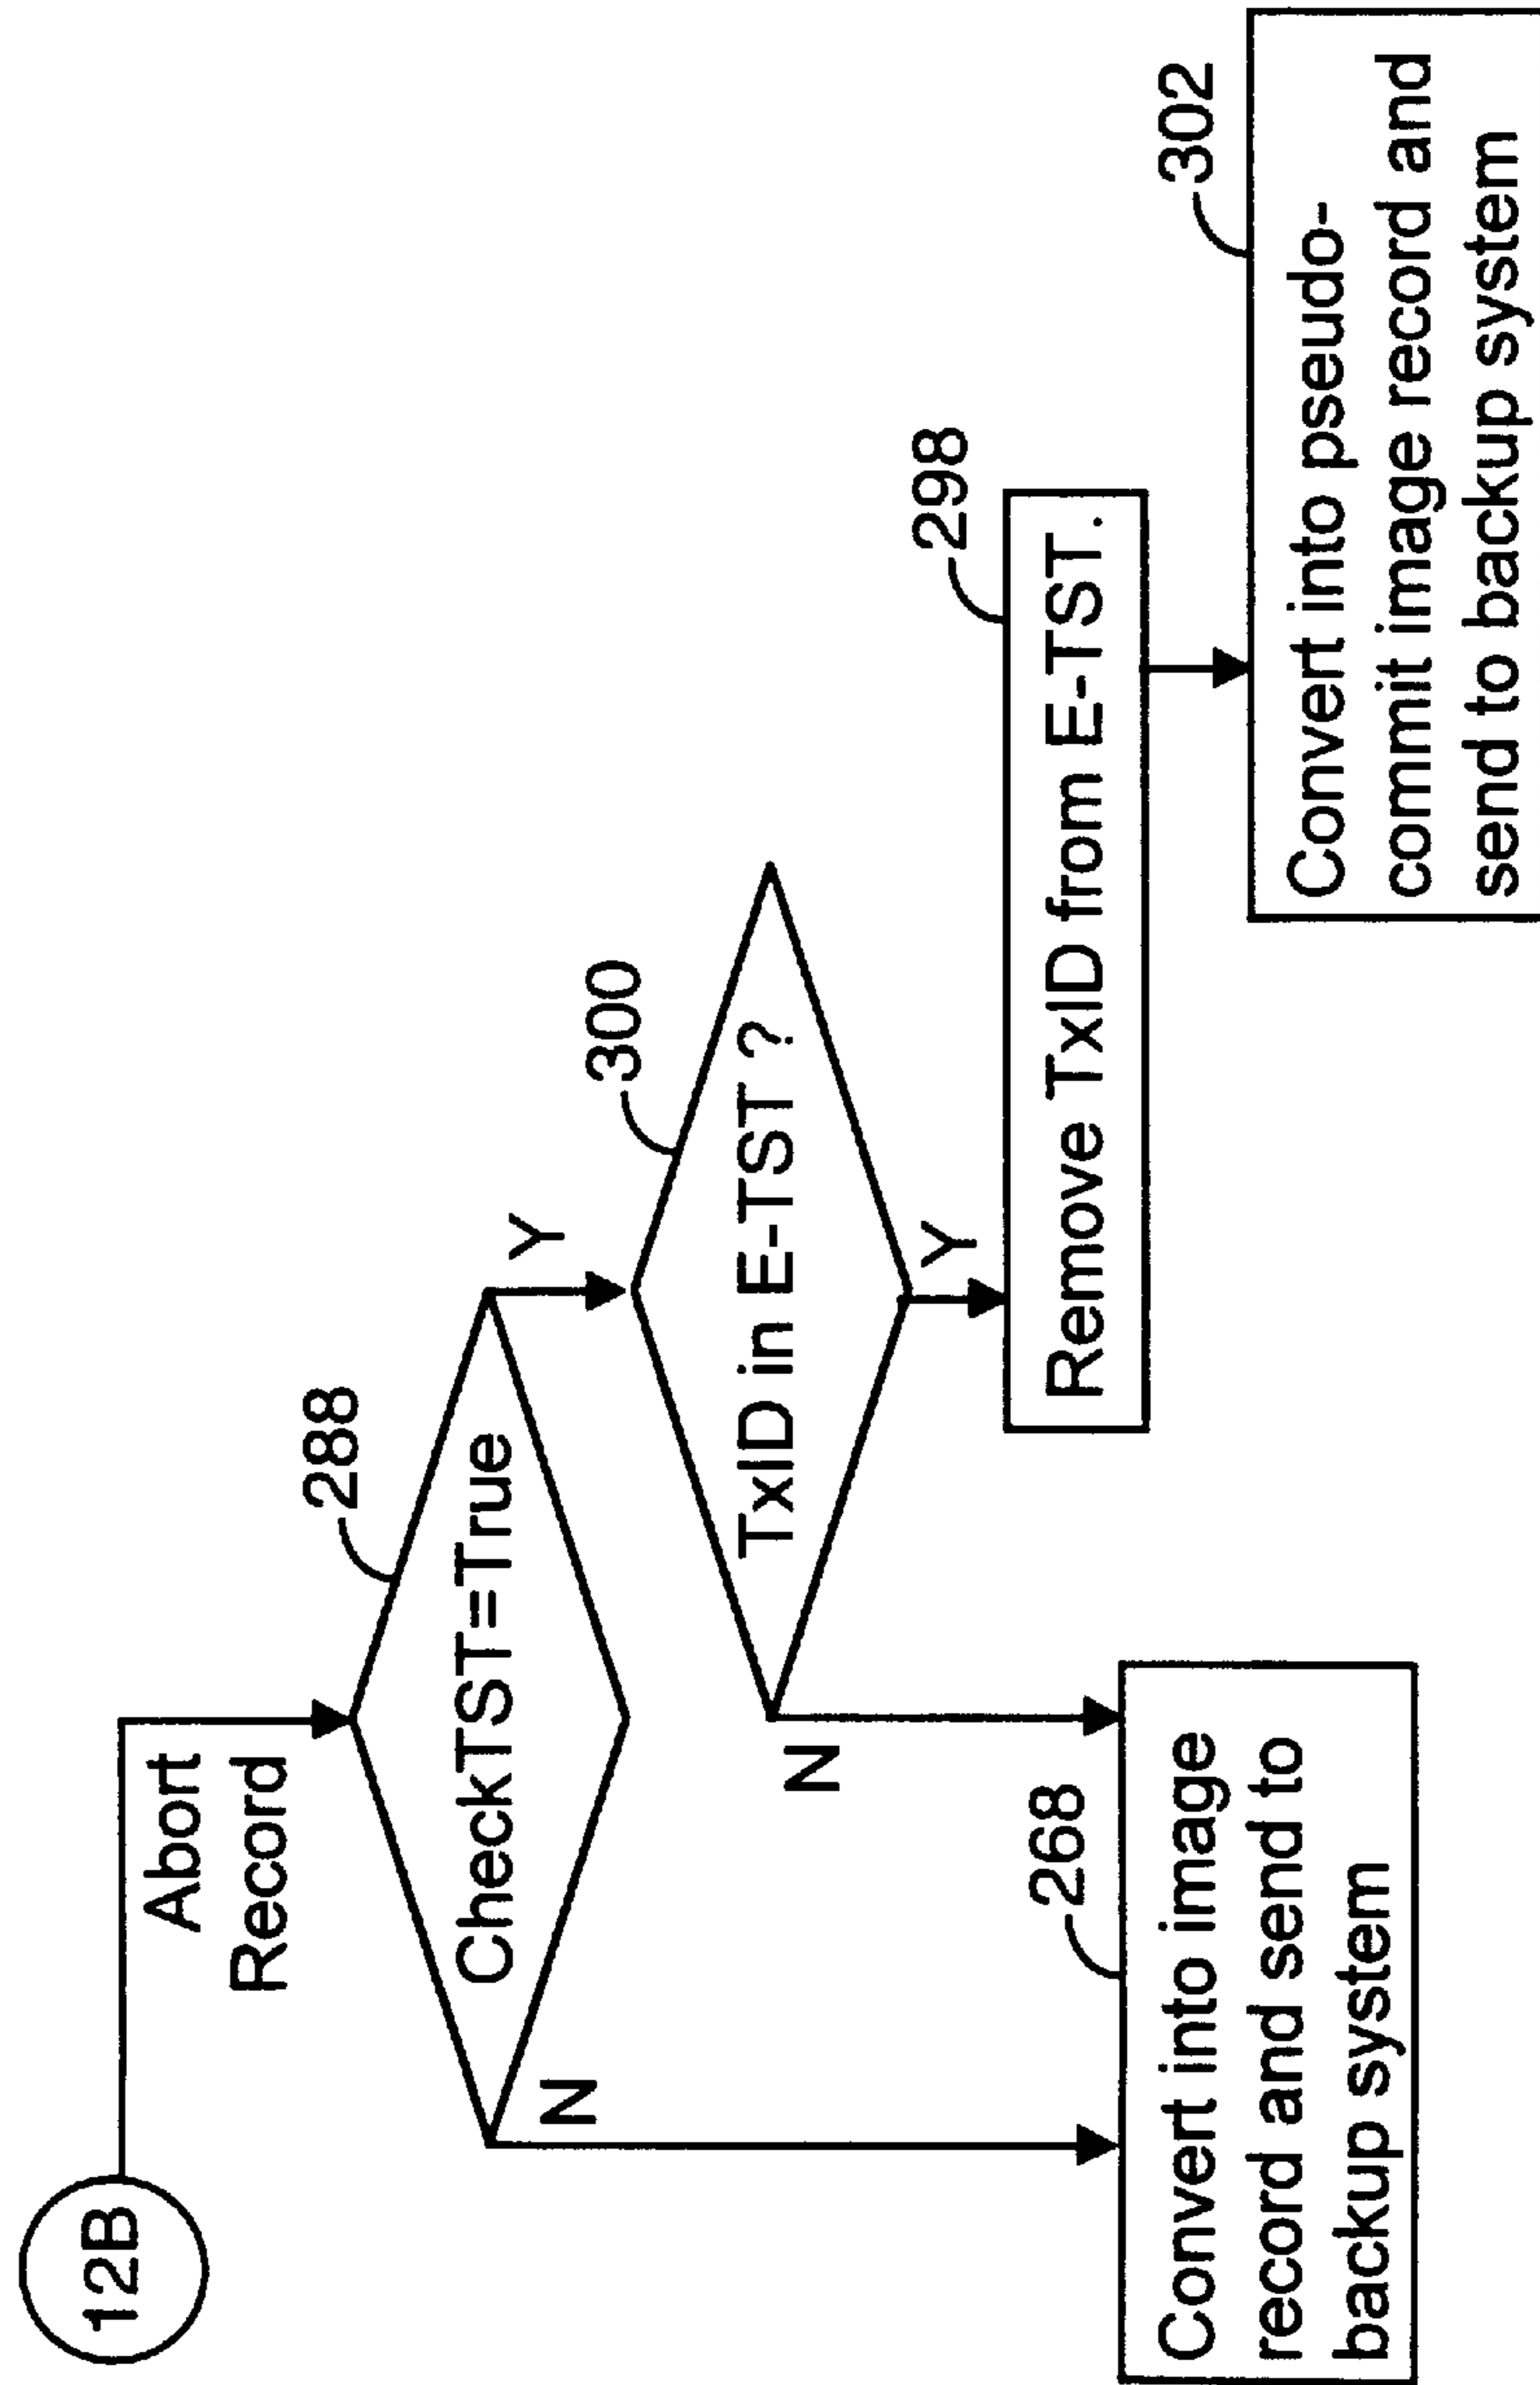 12B
Abort
Record
288
CheckTST=True
Y
N
300
TxID in E-TST ?
N
Y
268
Convert into image
record and send to
backup system
298
Remove TxID from E-TST.
302
Convert into pseudo-
commit image record and
send to backup system